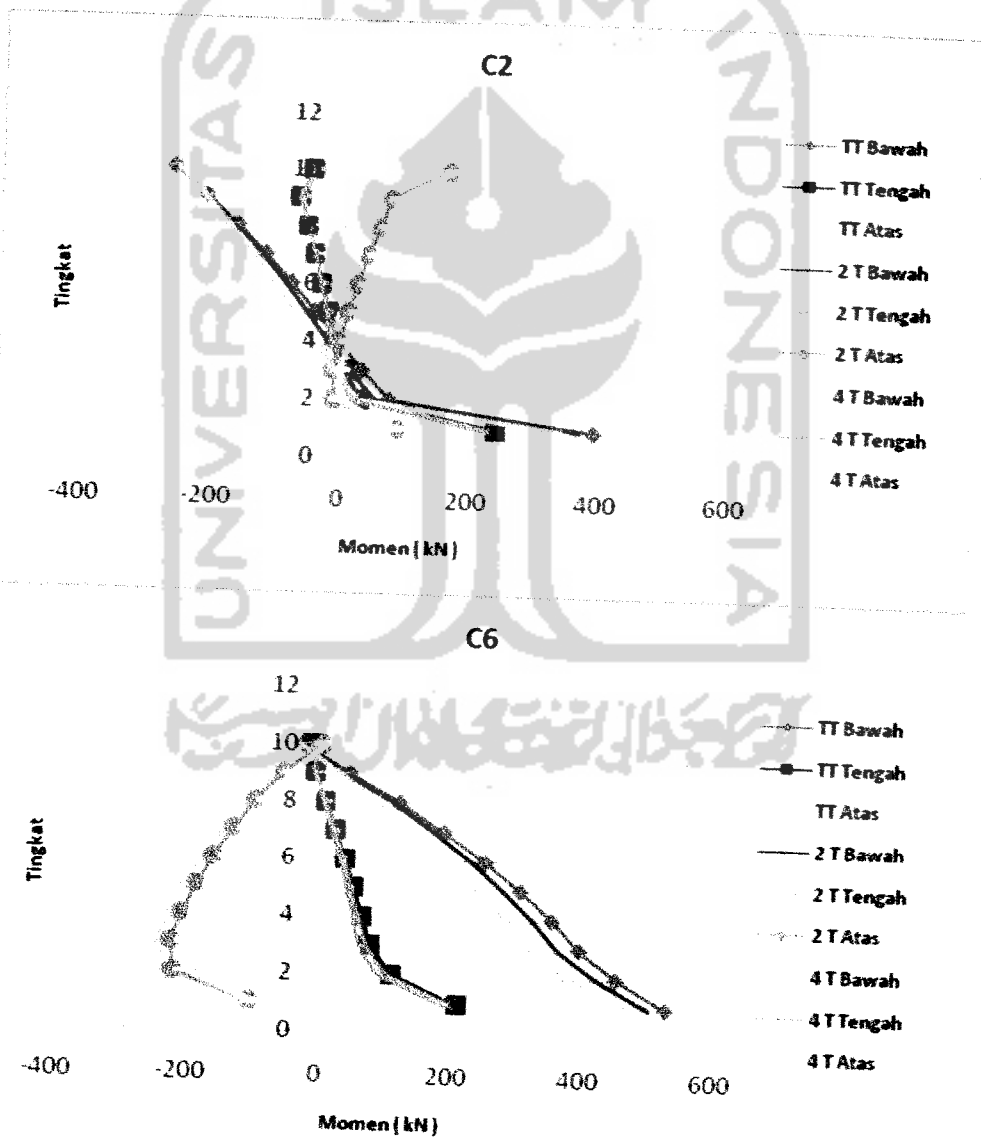 ISLAM
UNIVERSITAS
INDONESIA
C2
12
6
4
2
0
-400
-200
0
200
400
600
Tingkat
Momen ( kN )
TT Bawah
TT Tengah
TT Atas
2 T Bawah
2 T Tengah
2 T Atas
4 T Bawah
4 T Tengah
4 T Atas
C6
12
10
8
6
4
2
0
-400
-200
0
200
400
600
Tingkat
Momen ( kN )
TT Bawah
TT Tengah
TT Atas
2 T Bawah
2 T Tengah
2 T Atas
4 T Bawah
4 T Tengah
4 T Atas